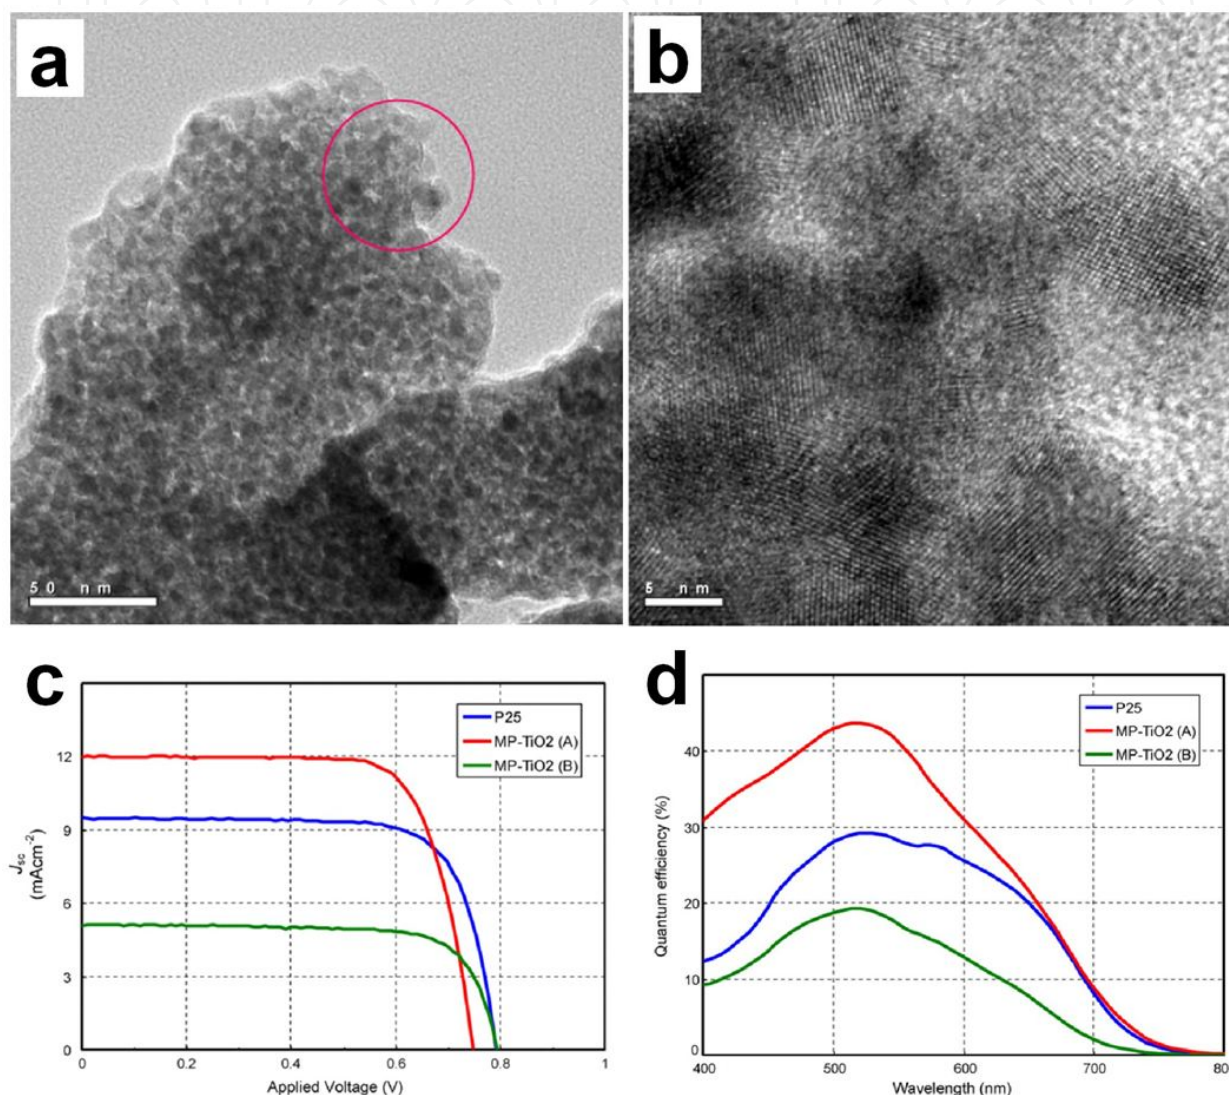 a
b
50 nm
5 nm
c
P25
MP-TiO2 (A)
MP-TiO2 (B)
12
9
6
3
0
Jsc
(mAcm-2)
0
0.2
0.4
0.6
0.8
1
Applied Voltage (V)
d
P25
MP-TiO2 (A)
MP-TiO2 (B)
40
30
20
10
0
Quantum efficiency (%)
400
500
600
700
80
Wavelength (nm)